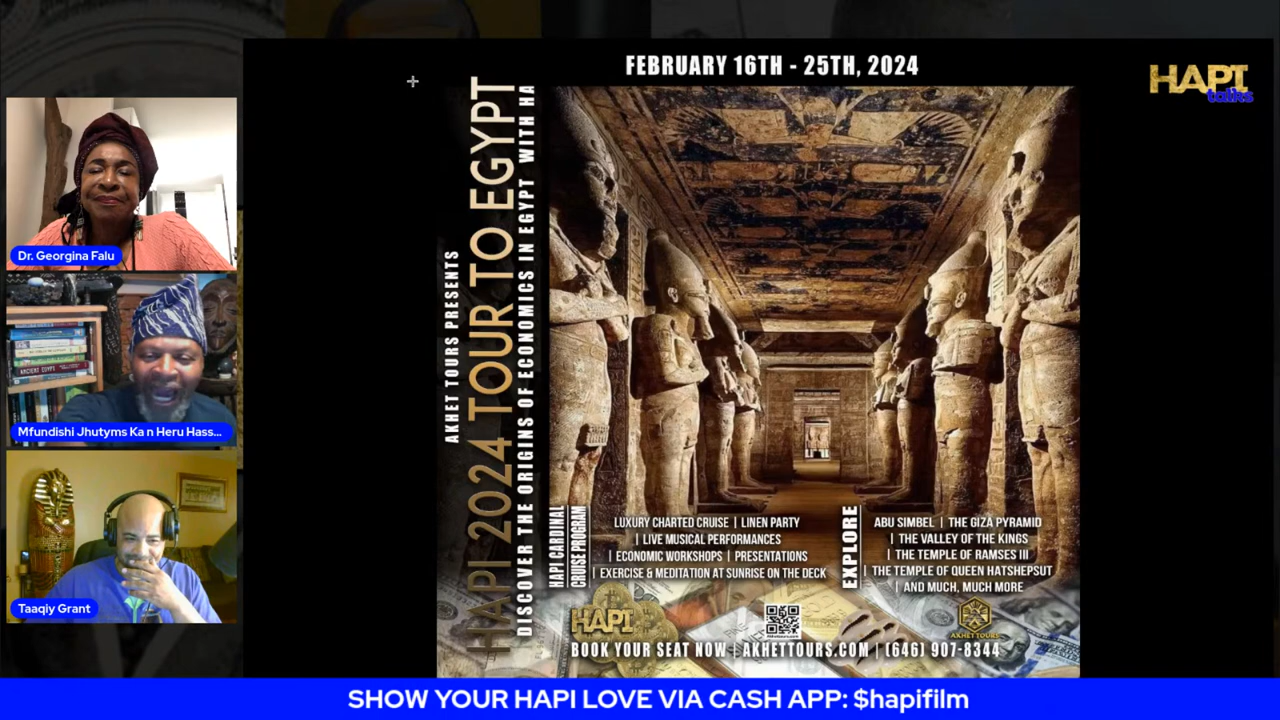 FEBRUARY 16TH - 25TH, 2024
HAPI
talks
Dr. Georgina Falu
Mfundishi Jhutyms Ka n Heru Hass...
ANCIENT EGYPT
Taaqiy Grant
AKHET TOURS PRESENTS
HAPI 2024 TOUR TO EGYPT
DISCOVER THE ORIGINS OF ECONOMICS IN EGYPT WITH HA
HAPI CARDINAL
CRUISE PROGRAM
LUXURY CHARTED CRUISE | LINEN PARTY
| LIVE MUSICAL PERFORMANCES
| ECONOMIC WORKSHOPS | PRESENTATIONS
| EXERCISE & MEDITATION AT SUNRISE ON THE DECK
EXPLORE
ABU SIMBEL | THE GIZA PYRAMID
| THE VALLEY OF THE KINGS
| THE TEMPLE OF RAMSES III
| THE TEMPLE OF QUEEN HATSHEPSUT
| AND MUCH, MUCH MORE
HAPI
AKHET TOURS
BOOK YOUR SEAT NOW | AKHETTOURS.COM | (646) 907-8344
SHOW YOUR HAPI LOVE VIA CASH APP: $hapifilm